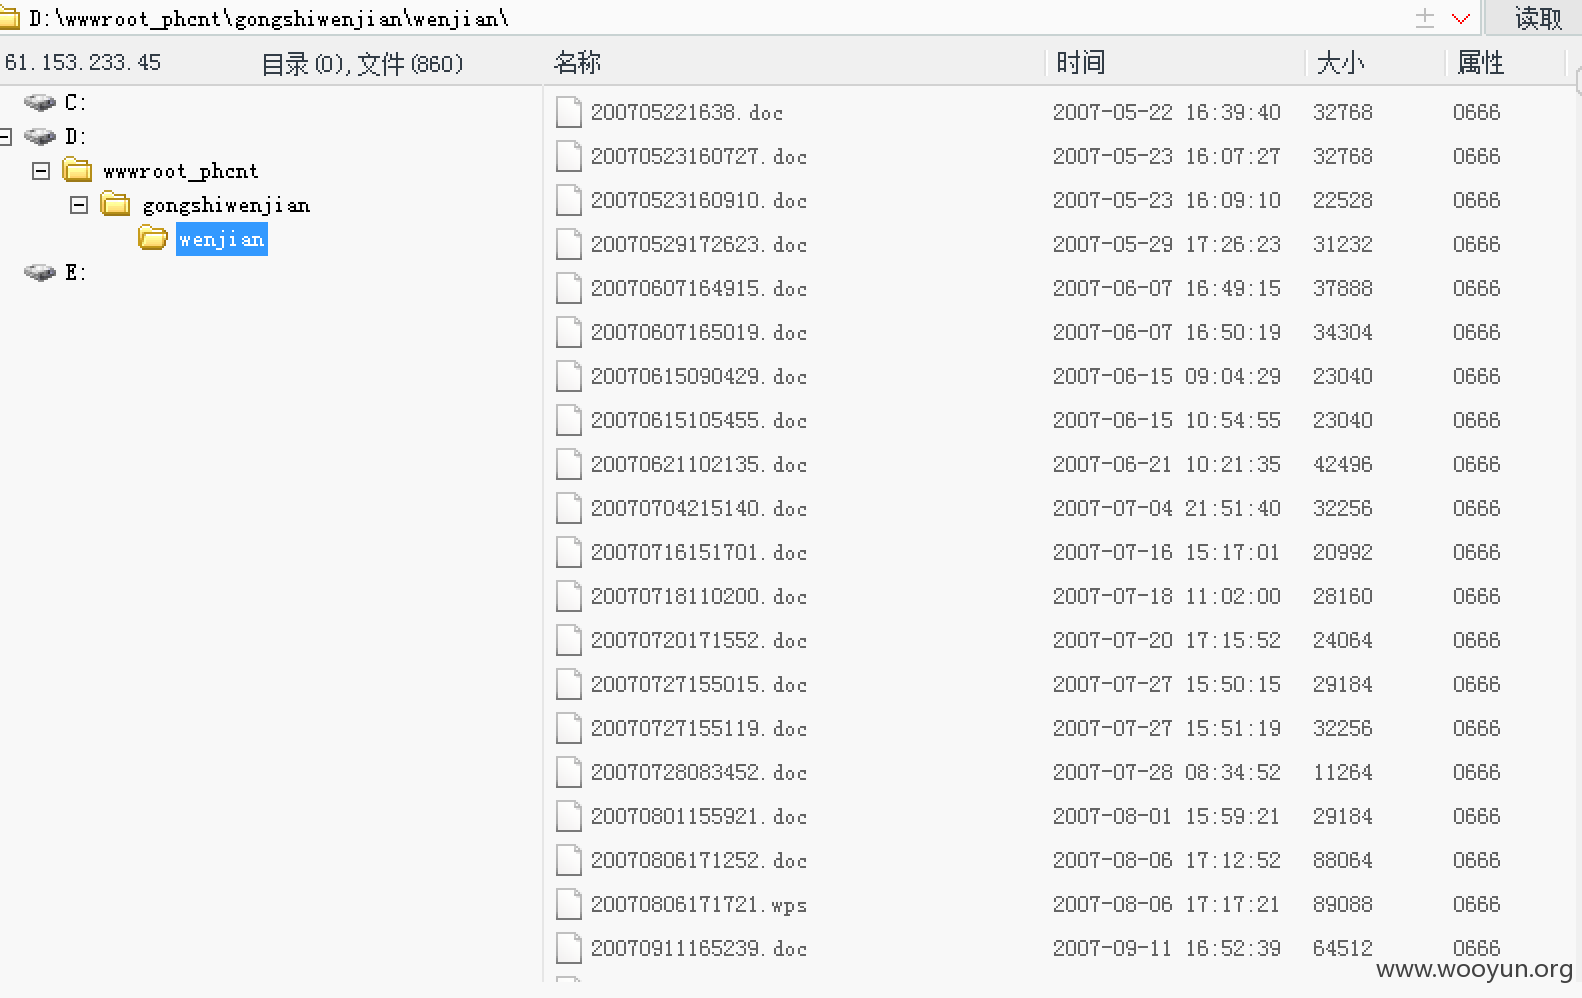 D:\wwwroot_phcnt\gongshiwenjian\wenjian\ 读取
61.153.233.45 目录(0),文件(860) 名称 时间 大小 属性
C:
D:
wwwroot_phcnt
gongshiwenjian
wenjian
E:
200705221638.doc 2007-05-22 16:39:40 32768 0666
20070523160727.doc 2007-05-23 16:07:27 32768 0666
20070523160910.doc 2007-05-23 16:09:10 22528 0666
20070529172623.doc 2007-05-29 17:26:23 31232 0666
20070607164915.doc 2007-06-07 16:49:15 37888 0666
20070607165019.doc 2007-06-07 16:50:19 34304 0666
20070615090429.doc 2007-06-15 09:04:29 23040 0666
20070615105455.doc 2007-06-15 10:54:55 23040 0666
20070621102135.doc 2007-06-21 10:21:35 42496 0666
20070704215140.doc 2007-07-04 21:51:40 32256 0666
20070716151701.doc 2007-07-16 15:17:01 20992 0666
20070718110200.doc 2007-07-18 11:02:00 28160 0666
20070720171552.doc 2007-07-20 17:15:52 24064 0666
20070727155015.doc 2007-07-27 15:50:15 29184 0666
20070727155119.doc 2007-07-27 15:51:19 32256 0666
20070728083452.doc 2007-07-28 08:34:52 11264 0666
20070801155921.doc 2007-08-01 15:59:21 29184 0666
20070806171252.doc 2007-08-06 17:12:52 88064 0666
20070806171721.wps 2007-08-06 17:17:21 89088 0666
20070911165239.doc 2007-09-11 16:52:39 64512 0666
www.wooyun.org